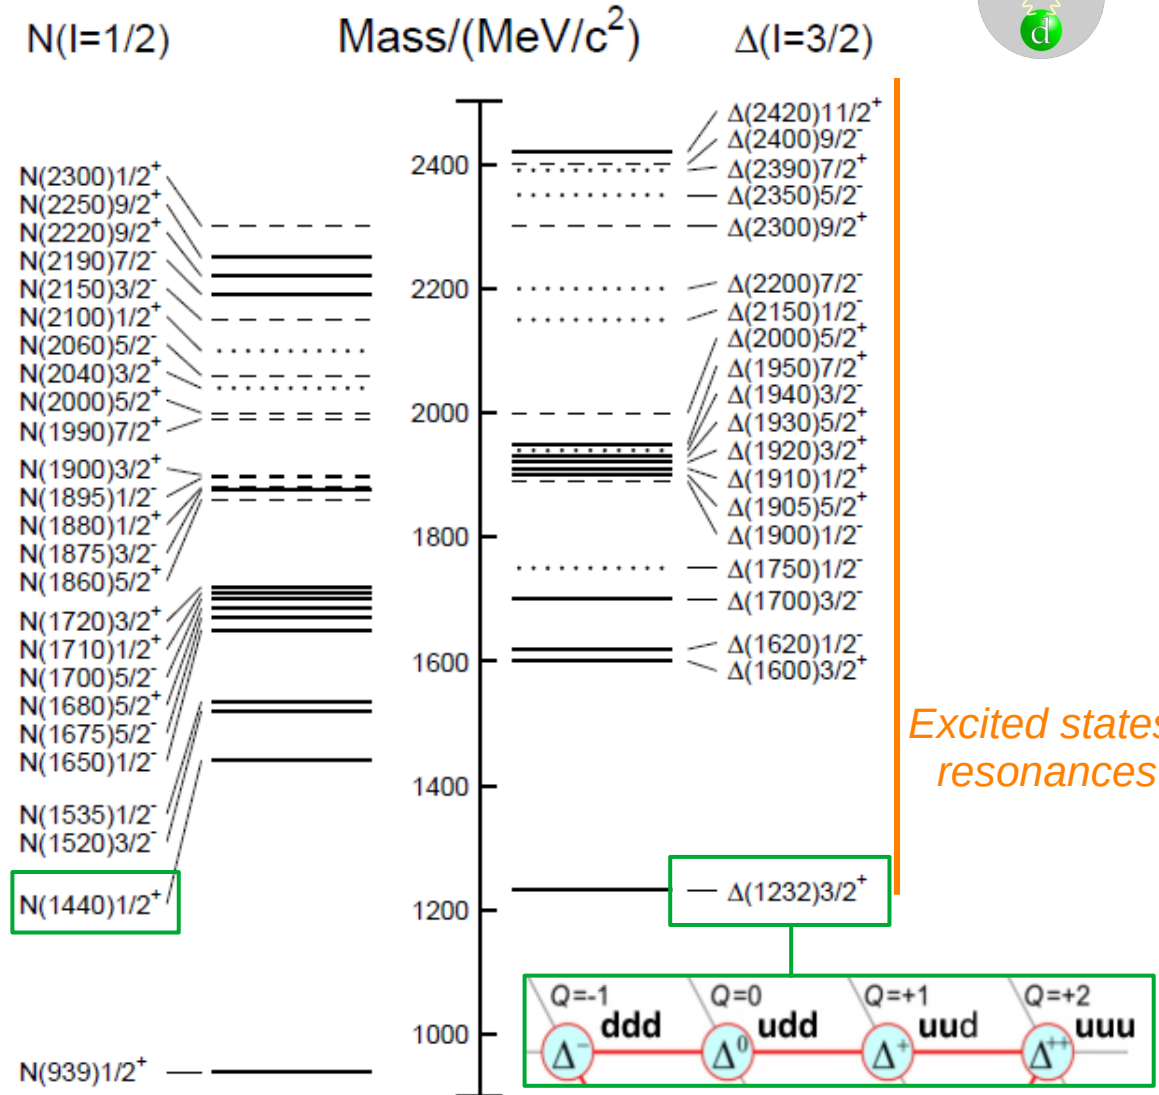 N(I=1/2)
Mass/(MeV/c²)
Δ(I=3/2)
d
N(2300)1/2⁺
N(2250)9/2⁺
N(2220)9/2⁺
N(2190)7/2⁻
N(2150)3/2⁻
N(2100)1/2⁺
N(2060)5/2⁻
N(2040)3/2⁺
N(2000)5/2⁺
N(1990)7/2⁺
N(1900)3/2⁺
N(1895)1/2⁻
N(1880)1/2⁺
N(1875)3/2⁻
N(1860)5/2⁺
N(1720)3/2⁺
N(1710)1/2⁺
N(1700)5/2⁻
N(1680)5/2⁺
N(1675)5/2⁻
N(1650)1/2⁻
N(1535)1/2⁻
N(1520)3/2⁻
N(1440)1/2⁺
N(939)1/2⁺
2400
2200
2000
1800
1600
1400
1200
1000
Δ(2420)11/2⁺
Δ(2400)9/2⁻
Δ(2390)7/2⁺
Δ(2350)5/2⁻
Δ(2300)9/2⁺
Δ(2200)7/2⁻
Δ(2150)1/2⁻
Δ(2000)5/2⁺
Δ(1950)7/2⁺
Δ(1940)3/2⁻
Δ(1930)5/2⁺
Δ(1920)3/2⁺
Δ(1910)1/2⁺
Δ(1905)5/2⁺
Δ(1900)1/2⁻
Δ(1750)1/2⁻
Δ(1700)3/2⁻
Δ(1620)1/2⁻
Δ(1600)3/2⁺
Δ(1232)3/2⁺
Excited states
resonances
Q=-1 Q=0 Q=+1 Q=+2
ddd udd uud uuu
Δ⁻ Δ⁰ Δ⁺ Δ⁺⁺